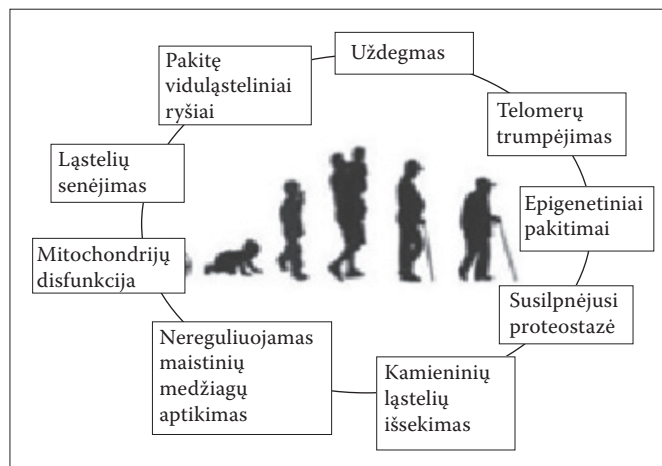 Uždegmas
Pakitę
viduląsteliniai
ryšiai
Telomerų
trumpėjimas
Ląstelių
senėjimas
Epigenetiniai
pakitimai
Mitochondrijų
disfunkcija
Susilpnėjusi
proteostazė
Nereguliuojamas
maistinių
medžiagų
aptikimas
Kamieninių
ląstelių
išsekimas